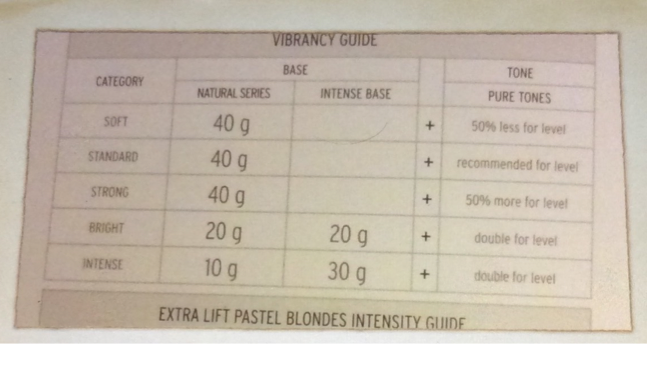 VIBRANCY GUIDE
CATEGORY BASE TONE
NATURAL SERIES INTENSE BASE PURE TONES
SOFT 40 g + 50% less for level
STANDARD 40 g + recommended for level
STRONG 40 g + 50% more for level
BRIGHT 20 g 20 g + double for level
INTENSE 10 g 30 g + double for level
EXTRA LIFT PASTEL BLONDES INTENSITY GUIDE